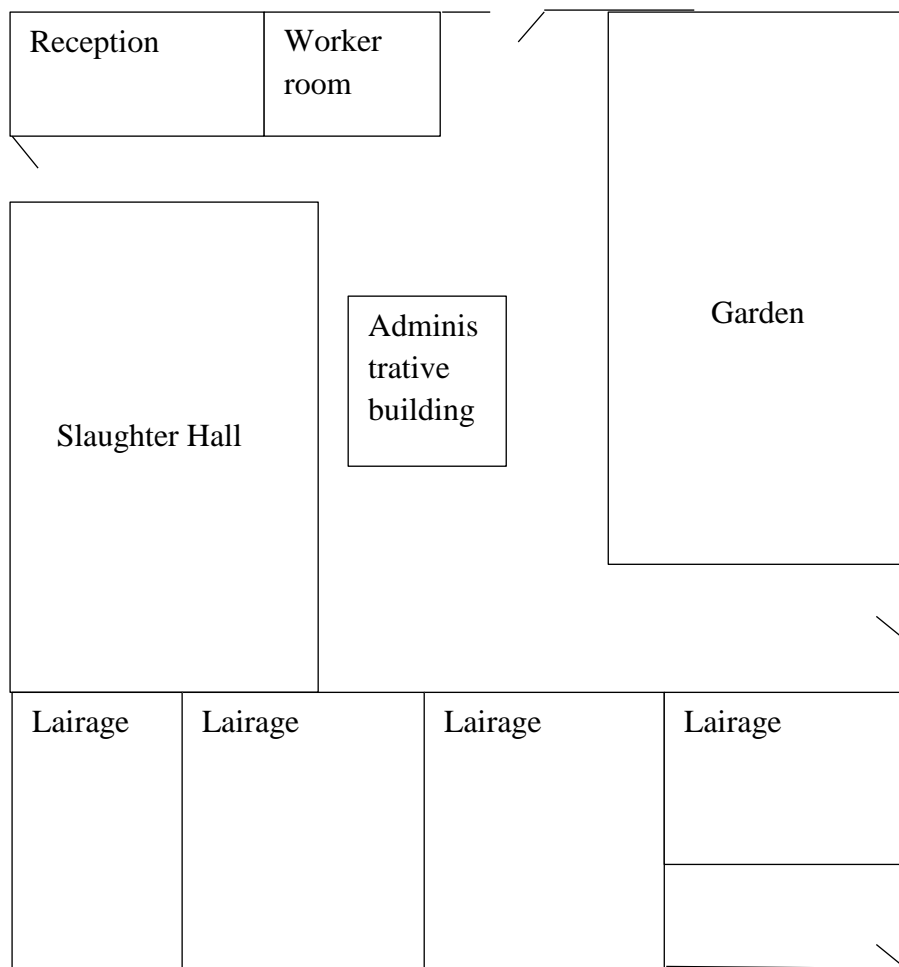 Reception
Worker
room
Adminis
trative
building
Garden
Slaughter Hall
Lairage
Lairage
Lairage
Lairage